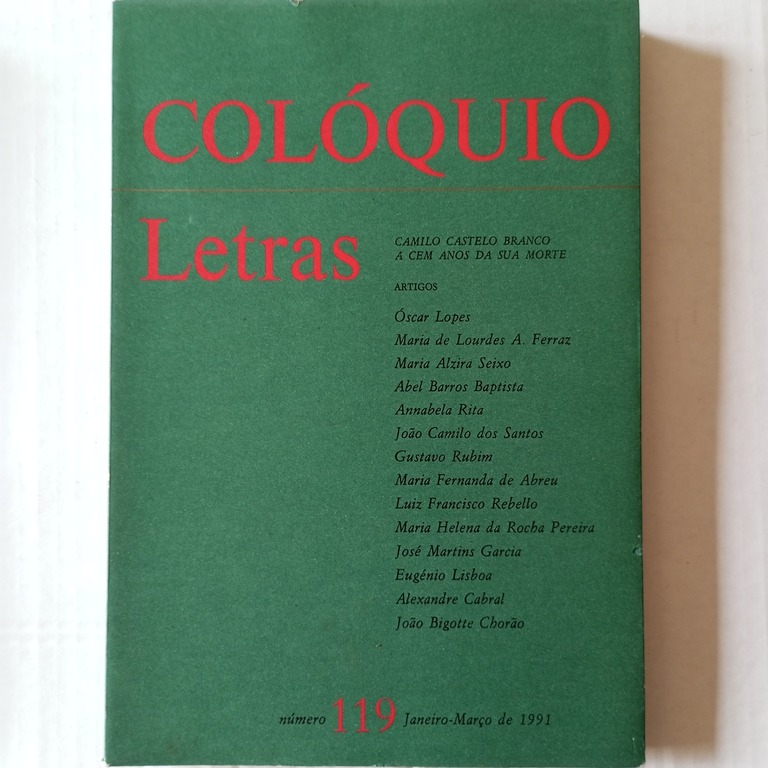 COLÓQUIO
Letras
CAMILO CASTELO BRANCO
A CEM ANOS DA SUA MORTE
ARTIGOS
Óscar Lopes
Maria de Lourdes A. Ferraz
Maria Alzira Seixo
Abel Barros Baptista
Annabela Rita
João Camilo dos Santos
Gustavo Rubim
Maria Fernanda de Abreu
Luiz Francisco Rebello
Maria Helena da Rocha Pereira
José Martins Garcia
Eugénio Lisboa
Alexandre Cabral
João Bigotte Chorão
número 119 Janeiro-Março de 1991